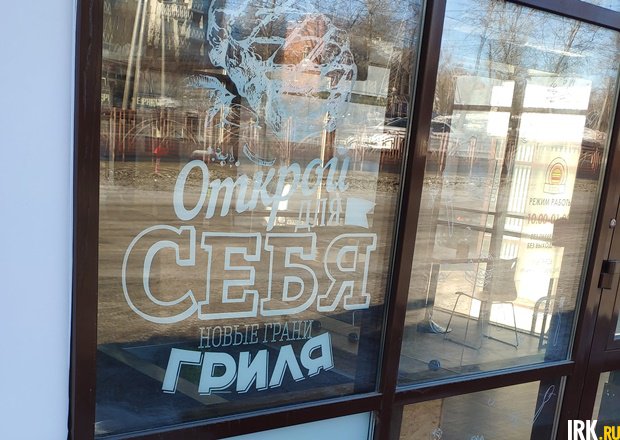 Открой
ДЛЯ
СЕБЯ
НОВЫЕ ГРАНИ
ГРИЛЯ
РЕЖИМ РАБОТЫ
IRK.RU